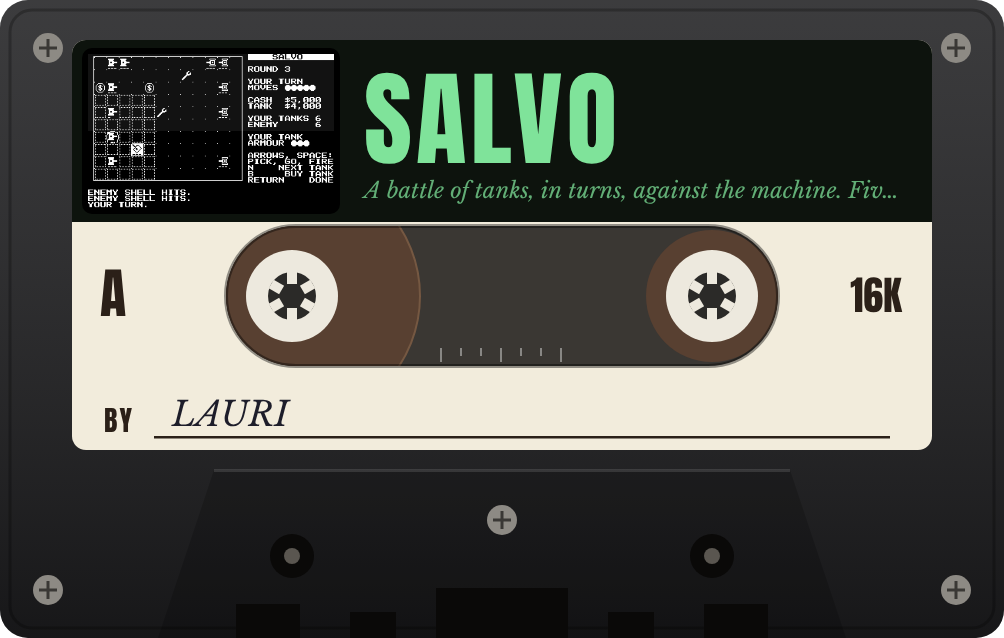 SALVO
ROUND 3
YOUR TURN
MOVES ●●●●●
CASH $5,000
TANK $4,000
YOUR TANKS 6
ENEMY 6
YOUR TANK
ARMOUR ●●●
ARROWS, SPACE:
PICK, GO, FIRE
N NEXT TANK
B BUY TANK
RETURN DONE
ENEMY SHELL HITS.
ENEMY SHELL HITS.
YOUR TURN.
SALVO
A battle of tanks, in turns, against the machine. Fiv...
A
16K
BY LAURI